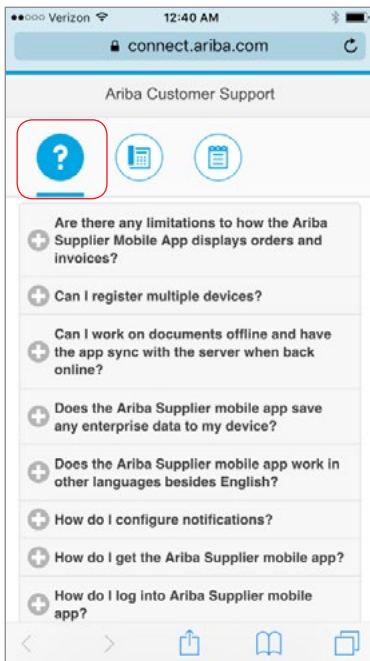 Verizon 12:40 AM
connect.ariba.com
Ariba Customer Support
?
Are there any limitations to how the Ariba
Supplier Mobile App displays orders and
invoices?
Can I register multiple devices?
Can I work on documents offline and have
the app sync with the server when back
online?
Does the Ariba Supplier mobile app save
any enterprise data to my device?
Does the Ariba Supplier mobile app work in
other languages besides English?
How do I configure notifications?
How do I get the Ariba Supplier mobile app?
How do I log into Ariba Supplier mobile
app?